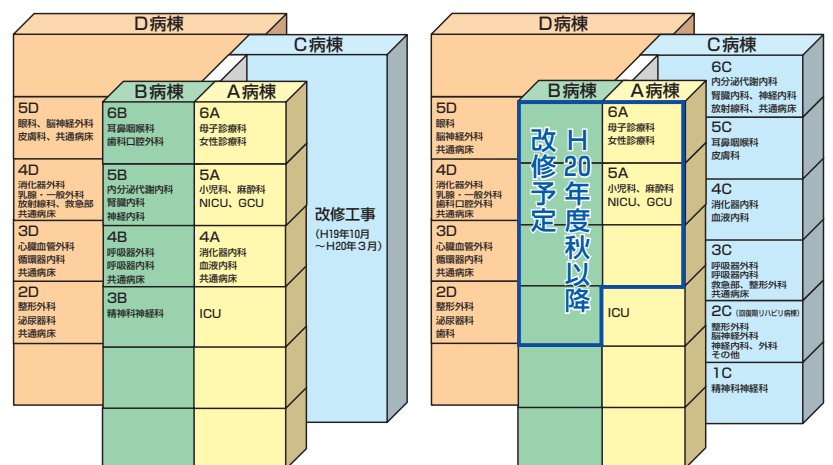 D病棟
C病棟
B病棟
A病棟
5D
眼科、脳神経外科
皮膚科、共通病床
4D
消化器外科
乳腺・一般外科
放射線科、救急部
共通病床
3D
心臓血管外科
循環器内科
共通病床
2D
整形外科
泌尿器科
共通病床
6B
耳鼻咽喉科
歯科口腔外科
5B
内分泌代謝内科
腎臓内科
神経内科
4B
呼吸器外科
呼吸器内科
共通病床
3B
精神科神経科
6A
母子診療科
女性診療科
5A
小児科、麻酔科
NICU、GCU
4A
消化器内科
血液内科
共通病床
ICU
改修工事
（H19年10月
～H20年3月）
D病棟
C病棟
B病棟
A病棟
5D
眼科
脳神経外科
共通病床
4D
消化器外科
乳腺・一般外科
歯科口腔外科
共通病床
3D
心臓血管外科
循環器内科
共通病床
2D
整形外科
泌尿器科
歯科
H20年度秋以降
改修予定
6A
母子診療科
女性診療科
5A
小児科、麻酔科
NICU、GCU
ICU
6C
内分泌代謝内科
腎臓内科、神経内科
放射線科、共通病床
5C
耳鼻咽喉科
皮膚科
4C
消化器内科
血液内科
3C
呼吸器外科
呼吸器内科
救急部、整形外科
共通病床
2C（回復期リハビリ病棟）
整形外科
脳神経外科
神経内科、外科
その他
1C
精神科神経科